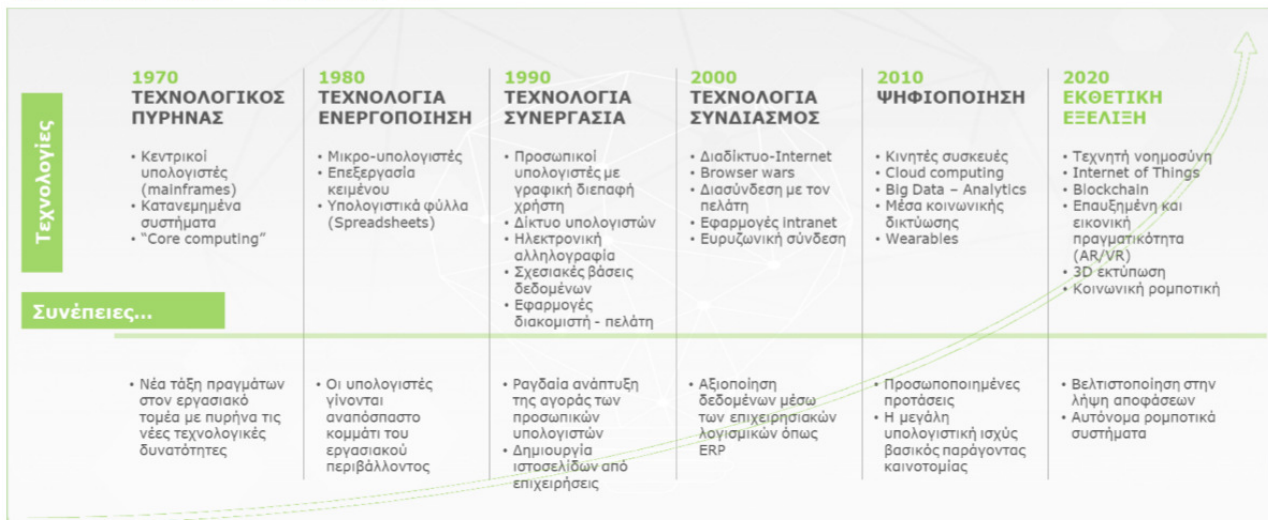 1970
ΤΕΧΝΟΛΟΓΙΚΟΣ
ΠΥΡΗΝΑΣ
1980
ΤΕΧΝΟΛΟΓΙΑ
ΕΝΕΡΓΟΠΟΙΗΣΗ
1990
ΤΕΧΝΟΛΟΓΙΑ
ΣΥΝΕΡΓΑΣΙΑ
2000
ΤΕΧΝΟΛΟΓΙΑ
ΣΥΝΔΙΑΣΜΟΣ
2010
ΨΗΦΙΟΠΟΙΗΣΗ
2020
ΕΚΘΕΤΙΚΗ
ΕΞΕΛΙΞΗ
Τεχνολογίες
• Κεντρικοί
υπολογιστές
(mainframes)
• Κατανεμημένα
συστήματα
• “Core computing”
• Μικρο-υπολογιστές
• Επεξεργασία
κειμένου
• Υπολογιστικά φύλλα
(Spreadsheets)
• Προσωπικοί
υπολογιστές με
γραφική διεπαφή
χρήστη
• Δίκτυο υπολογιστών
• Ηλεκτρονική
αλληλογραφία
• Σχεσιακές βάσεις
δεδομένων
• Εφαρμογές
διακομιστή - πελάτη
• Διαδίκτυο-Internet
• Browser wars
• Διασύνδεση με τον
πελάτη
• Εφαρμογές intranet
• Ευρυζωνική σύνδεση
• Κινητές συσκευές
• Cloud computing
• Big Data – Analytics
• Μέσα κοινωνικής
δικτύωσης
• Wearables
• Τεχνητή νοημοσύνη
• Internet of Things
• Blockchain
• Επαυξημένη και
εικονική
πραγματικότητα
(AR/VR)
• 3D εκτύπωση
• Κοινωνική ρομποτική
Συνέπειες...
• Νέα τάξη πραγμάτων
στον εργασιακό
τομέα με πυρήνα τις
νέες τεχνολογικές
δυνατότητες
• Οι υπολογιστές
γίνονται
αναπόσπαστο
κομμάτι του
εργασιακού
περιβάλλοντος
• Ραγδαία ανάπτυξη
της αγοράς των
προσωπικών
υπολογιστών
• Δημιουργία
ιστοσελίδων από
επιχειρήσεις
• Αξιοποίηση
δεδομένων μέσω
των επιχειρησιακών
λογισμικών όπως
ERP
• Προσωποποιημένες
προτάσεις
• Η μεγάλη
υπολογιστική ισχύς
βασικός παράγοντας
καινοτομίας
• Βελτιστοποίηση στην
λήψη αποφάσεων
• Αυτόνομα ρομποτικά
συστήματα